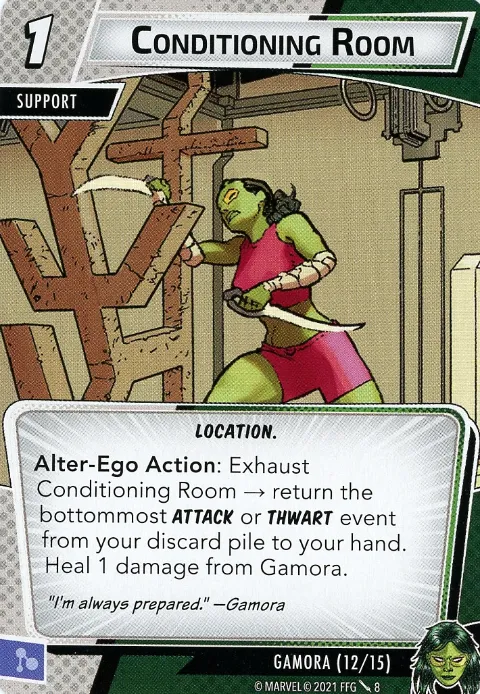 1
CONDITIONING ROOM
SUPPORT
LOCATION.
Alter-Ego Action: Exhaust
Conditioning Room → return the
bottommost ATTACK or THWART event
from your discard pile to your hand.
Heal 1 damage from Gamora.
"I'm always prepared." —Gamora
GAMORA (12/15)
© MARVEL © 2021 FFG 8